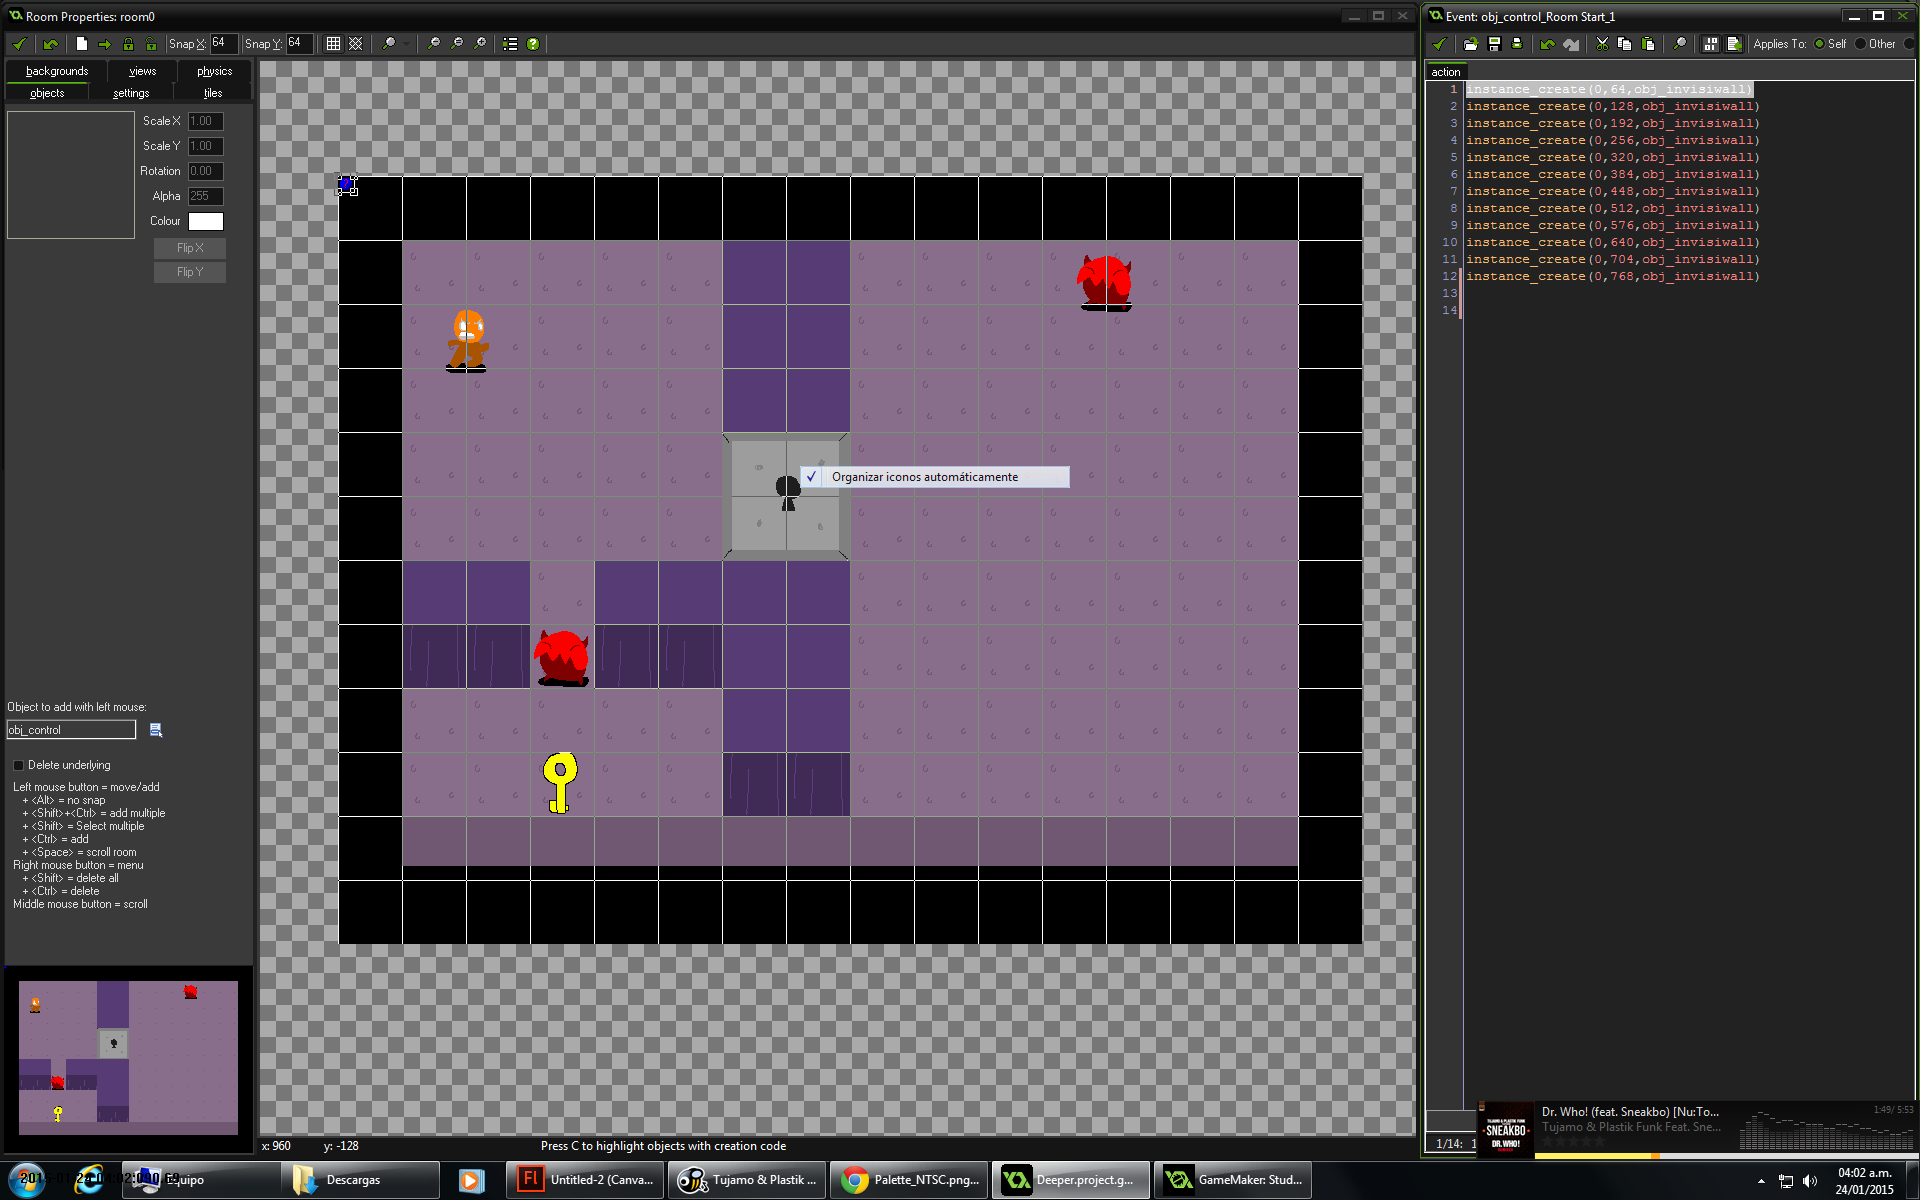 Room Properties: room0
Snap X: 64 Snap Y: 64
backgrounds views physics
objects settings tiles
Scale X 1.00
Scale Y 1.00
Rotation 0.00
Alpha 255
Colour
Flip X
Flip Y
Object to add with left mouse:
obj_control
Delete underlying
Left mouse button = move/add
+ <Alt> = no snap
+ <Shift>+<Ctrl> = add multiple
+ <Shift> = Select multiple
+ <Ctrl> = add
+ <Space> = scroll room
Right mouse button = menu
+ <Shift> = delete all
+ <Ctrl> = delete
Middle mouse button = scroll
Organizar iconos automáticamente
x: 960 y: -128 Press C to highlight objects with creation code
Event: obj_control_Room Start_1
Applies To: Self Other
action
1 instance_create(0,64,obj_invisiwall)
2 instance_create(0,128,obj_invisiwall)
3 instance_create(0,192,obj_invisiwall)
4 instance_create(0,256,obj_invisiwall)
5 instance_create(0,320,obj_invisiwall)
6 instance_create(0,384,obj_invisiwall)
7 instance_create(0,448,obj_invisiwall)
8 instance_create(0,512,obj_invisiwall)
9 instance_create(0,576,obj_invisiwall)
10 instance_create(0,640,obj_invisiwall)
11 instance_create(0,704,obj_invisiwall)
12 instance_create(0,768,obj_invisiwall)
13
14
1/14: 1
SNEAKBO
DR. WHO!
Dr. Who! (feat. Sneakbo) [Nu:To...
Tujamo & Plastik Funk Feat. Sne...
1:49/ 5:53
Equipo
Descargas
Fl Untitled-2 (Canva...
Tujamo & Plastik ...
Palette_NTSC.png...
Deeper.project.g...
GameMaker: Stud...
04:02 a.m.
24/01/2015